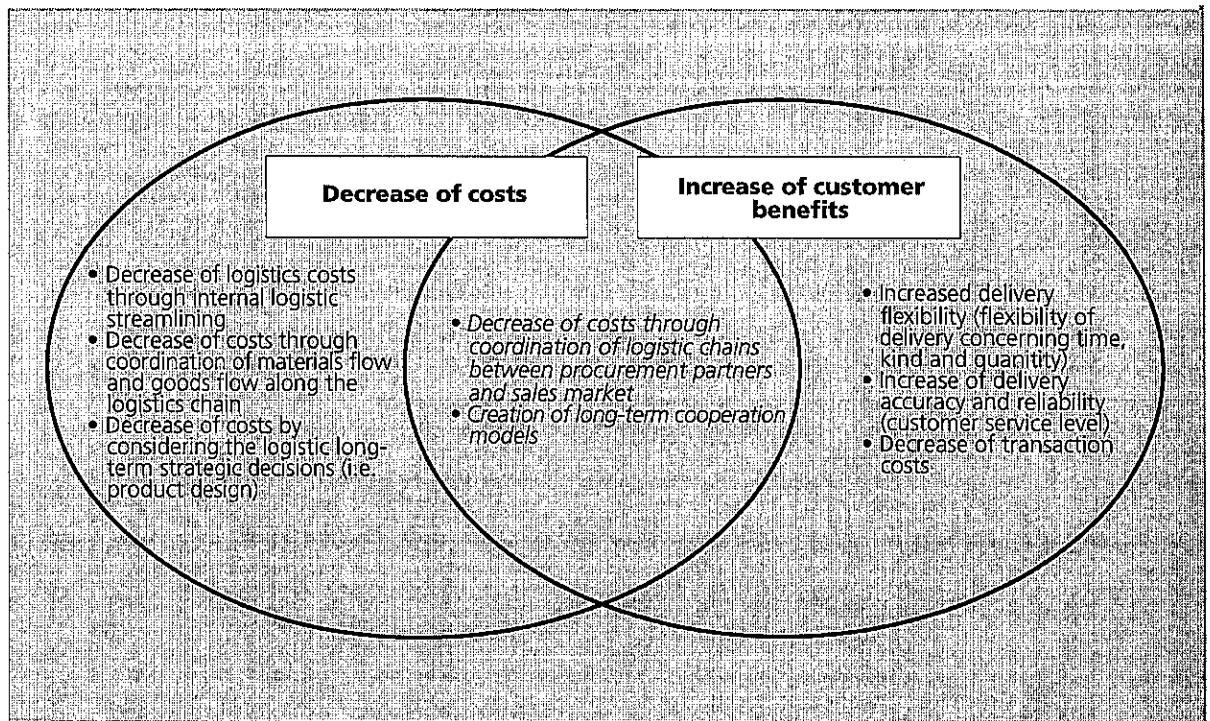 Decrease of costs
Increase of customer
benefits
• Decrease of logistics costs
through internal logistic
streamlining
• Decrease of costs through
coordination of materials flow
and goods flow along the
logistics chain
• Decrease of costs by
considering the logistic long-
term strategic decisions (i.e.
product design)
• Decrease of costs through
coordination of logistic chains
between procurement partners
and sales market
• Creation of long-term cooperation
models
• Increased delivery
flexibility (flexibility of
delivery concerning time,
kind and quanitity)
• Increase of delivery
accuracy and reliability
(customer service level)
• Decrease of transaction
costs